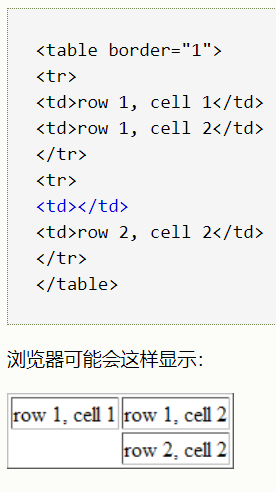 <table border="1">
<tr>
<td>row 1, cell 1</td>
<td>row 1, cell 2</td>
</tr>
<tr>
<td></td>
<td>row 2, cell 2</td>
</tr>
</table>
浏览器可能会这样显示：
row 1, cell 1 row 1, cell 2
row 2, cell 2